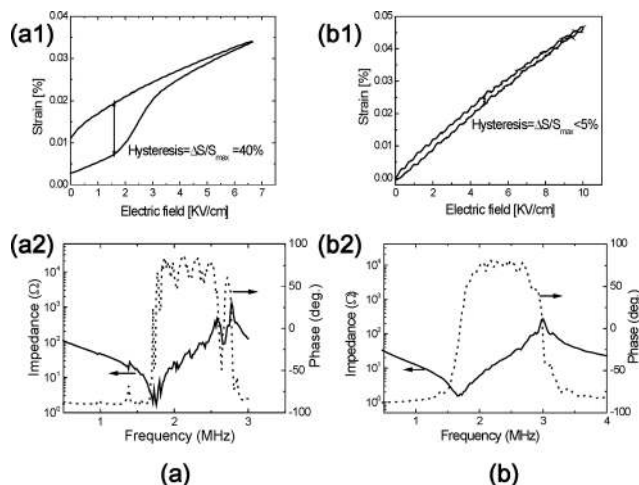 (a1)
0.04
0.03
0.02
0.01
0.00
Strain [%]
Hysteresis=ΔS/Smax =40%
0 1 2 3 4 5 6 7
Electric field [KV/cm]
(b1)
0.05
0.04
0.03
0.02
0.01
0.00
Strain [%]
Hysteresis=ΔS/Smax<5%
0 2 4 6 8 10
Electric field [KV/cm]
(a2)
10⁴
10³
10²
10¹
10⁰
Impedance (Ω)
100
50
0
-50
-100
Phase (deg.)
1 2 3
Frequency (MHz)
(b2)
10⁴
10³
10²
10¹
10⁰
Impedance (Ω)
100
50
0
-50
-100
Phase (deg.)
1 2 3 4
Frequency (MHz)
(a)
(b)